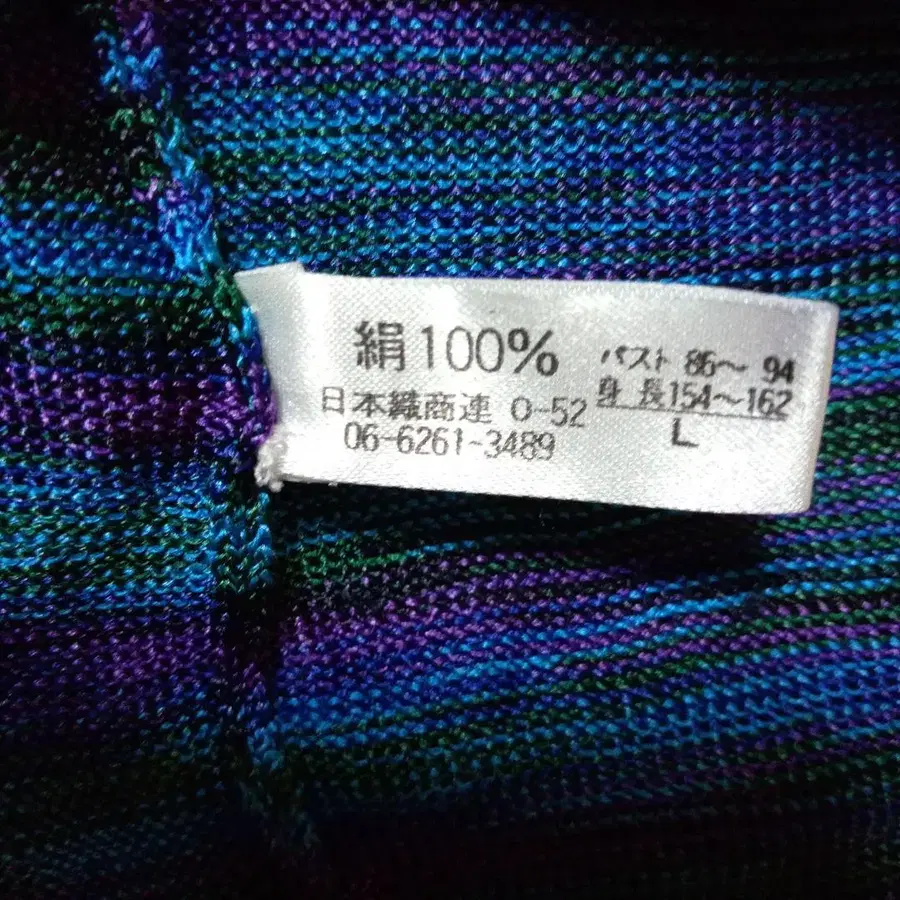 絹100%
日本織商連 0-52
06-6261-3489
バスト 86～94
身長154～162
L